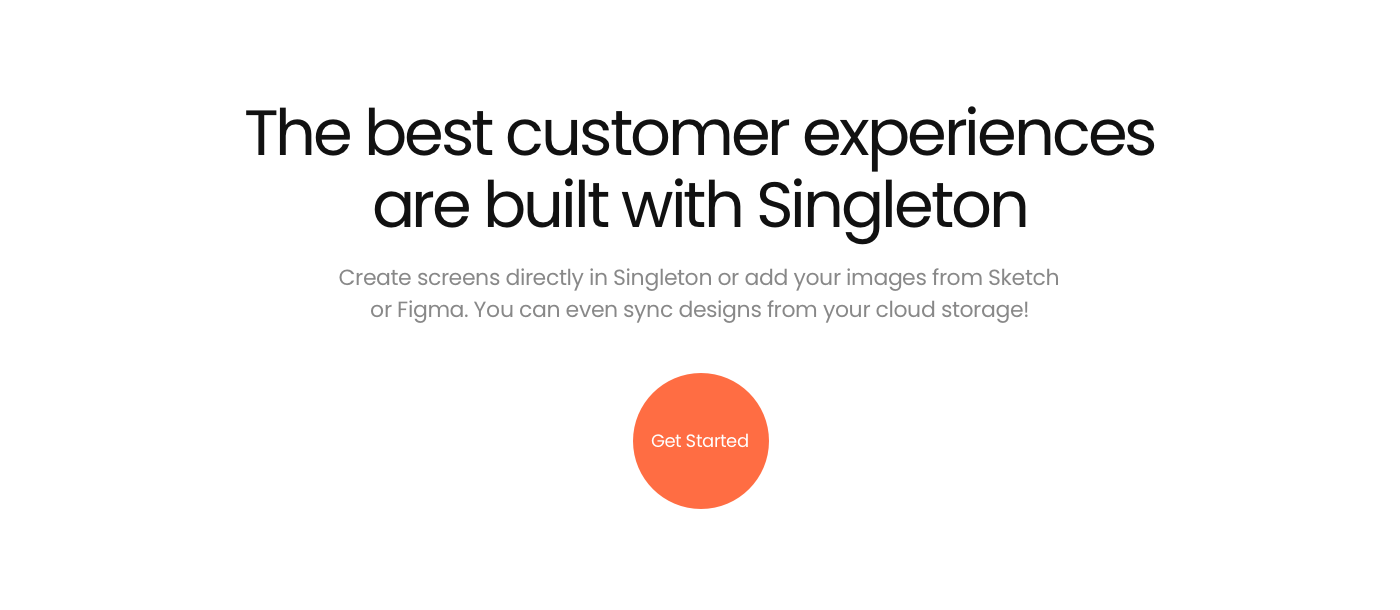 The best customer experiences
are built with Singleton
Create screens directly in Singleton or add your images from Sketch
or Figma. You can even sync designs from your cloud storage!
Get Started